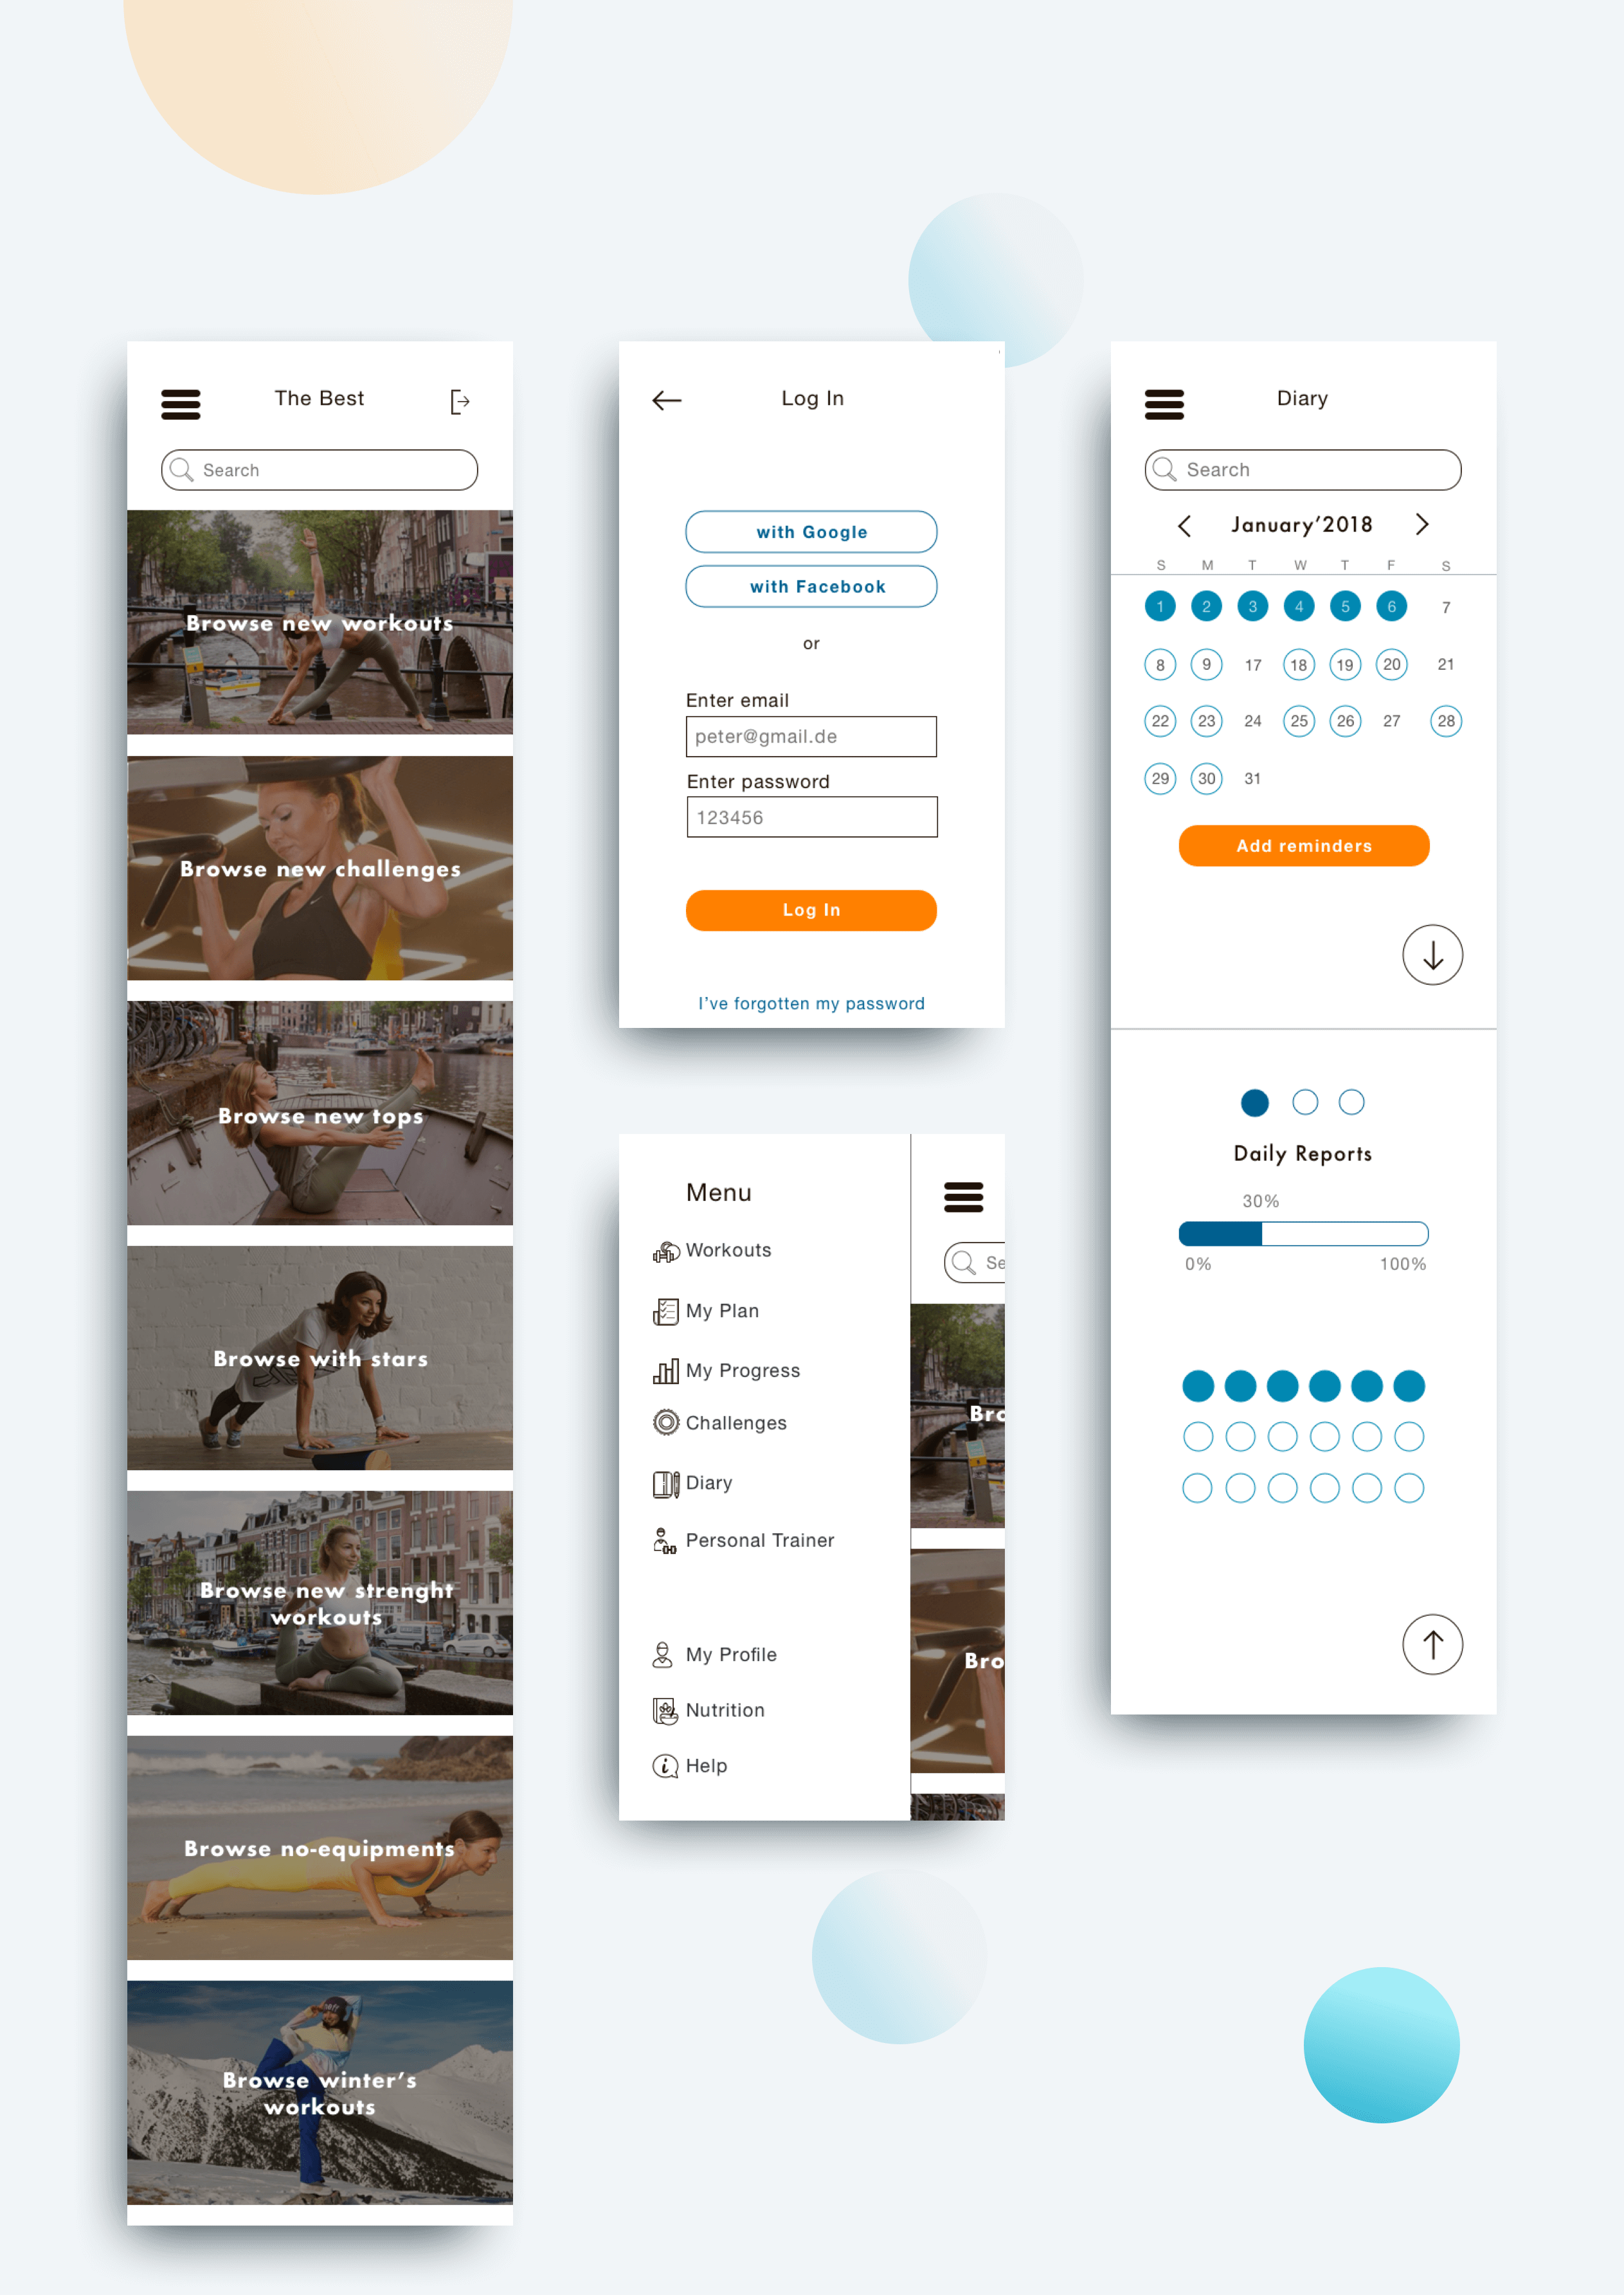 The Best
Search
Browse new workouts
Browse new challenges
Browse new tops
Browse with stars
Browse new strenght
workouts
Browse no-equipments
Browse winter’s
workouts
Log In
with Google
with Facebook
or
Enter email
peter@gmail.de
Enter password
123456
Log In
I’ve forgotten my password
Menu
Workouts
My Plan
My Progress
Challenges
Diary
Personal Trainer
My Profile
Nutrition
Help
Se
Bro
Bro
Diary
Search
January’2018
S M T W T F S
1 2 3 4 5 6 7
8 9 17 18 19 20 21
22 23 24 25 26 27 28
29 30 31
Add reminders
Daily Reports
30%
0% 100%